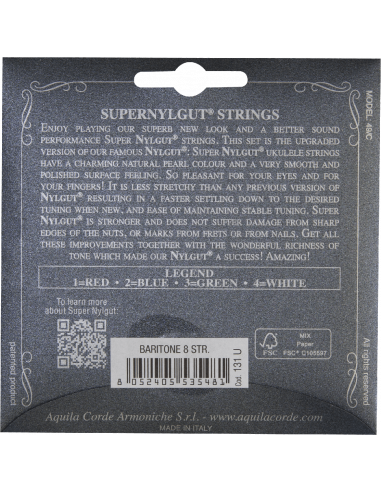 SUPERNYLGUT® STRINGS
ENJOY PLAYING OUR SUPERB NEW LOOK AND A BETTER SOUND
PERFORMANCE SUPER NYLGUT® STRINGS. THIS SET IS THE UPGRADED
VERSION OF OUR FAMOUS NYLGUT®. SUPER NYLGUT® UKULELE STRINGS
HAVE A CHARMING NATURAL PEARL COLOUR AND A VERY SMOOTH AND
POLISHED SURFACE FEELING. SO PLEASANT FOR YOUR EYES AND FOR
YOUR FINGERS! IT IS LESS STRETCHY THAN ANY PREVIOUS VERSION OF
NYLGUT® RESULTING IN A FASTER SETTLING DOWN TO THE DESIRED
TUNING WHEN NEW, AND EASE OF MAINTAINING STABLE TUNING. SUPER
NYLGUT® IS STRONGER AND DOES NOT SUFFER DAMAGE FROM SHARP
EDGES OF THE NUTS, OR MARKS FROM FRETS OR FROM NAILS. GET ALL
THESE IMPROVEMENTS TOGETHER WITH THE WONDERFUL RICHNESS OF
TONE WHICH MADE OUR NYLGUT® A SUCCESS! AMAZING!
LEGEND
1=RED • 2=BLUE • 3=GREEN • 4=WHITE
To learn more
about Super Nylgut:
BARITONE 8 STR.
8 052405 535481
Cod. 131 U
FSC
MIX
Paper
FSC® C105597
MODEL 49/C
patented product
All rights reserved
Aquila Corde Armoniche S.r.l. - www.aquilacorde.com
MADE IN ITALY